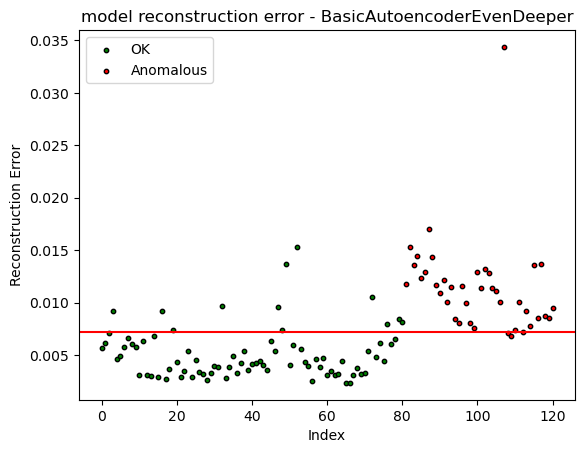 model reconstruction error - BasicAutoencoderEvenDeeper
OK
Anomalous
Reconstruction Error
0.035
0.030
0.025
0.020
0.015
0.010
0.005
0 20 40 60 80 100 120
Index